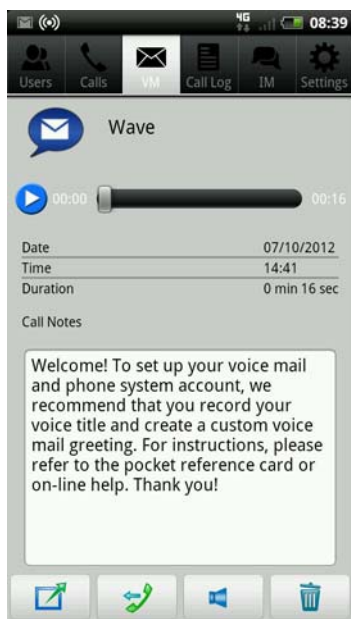 4G 08:39
Users Calls VM Call Log IM Settings
Wave
00:00 00:16
Date 07/10/2012
Time 14:41
Duration 0 min 16 sec
Call Notes
Welcome! To set up your voice mail
and phone system account, we
recommend that you record your
voice title and create a custom voice
mail greeting. For instructions, please
refer to the pocket reference card or
on-line help. Thank you!